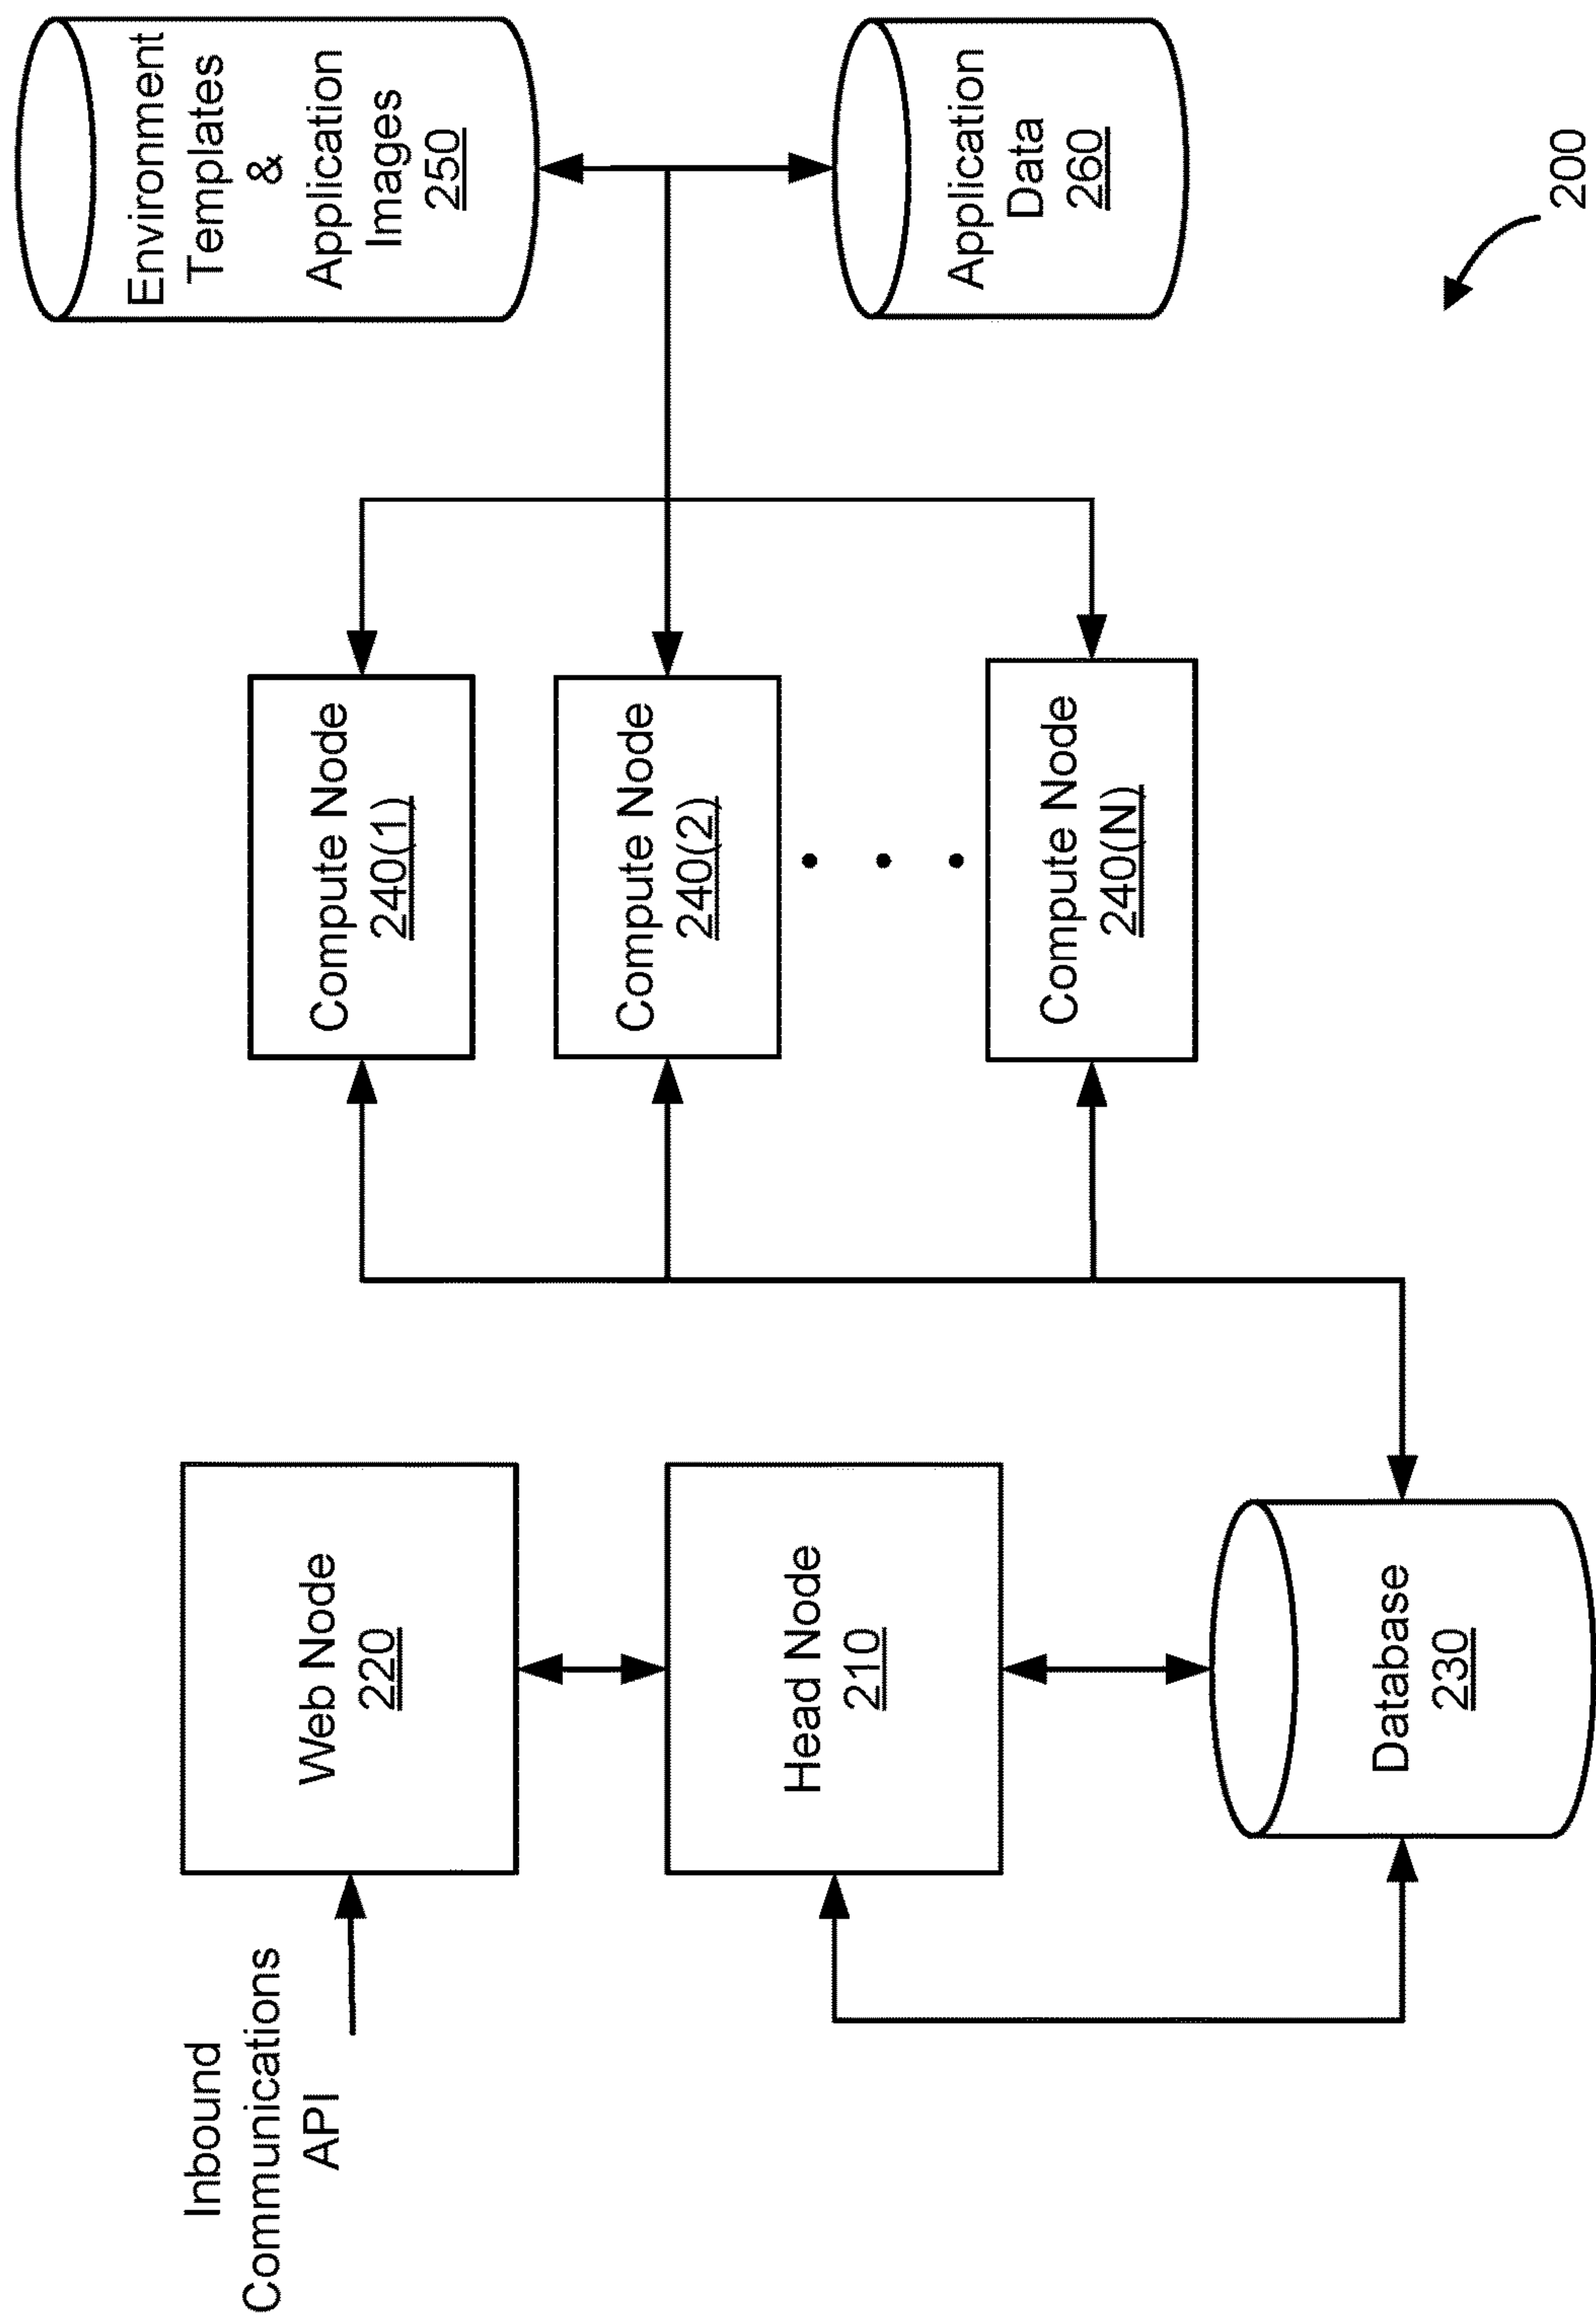 Inbound
Communications
API
Web Node
220
Head Node
210
Database
230
Compute Node
240(1)
Compute Node
240(2)
Compute Node
240(N)
Environment
Templates
&
Application
Images
250
Application
Data
260
200